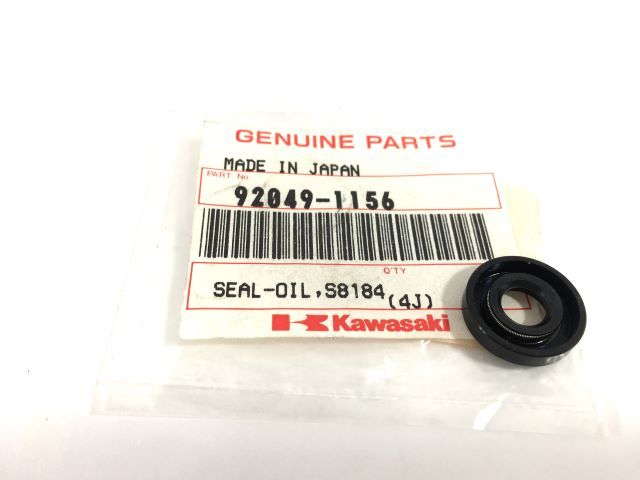 GENUINE PARTS
MADE IN JAPAN
PART. No.
92049-1156
Q'TY
SEAL-OIL,S8184(4J)
Kawasaki